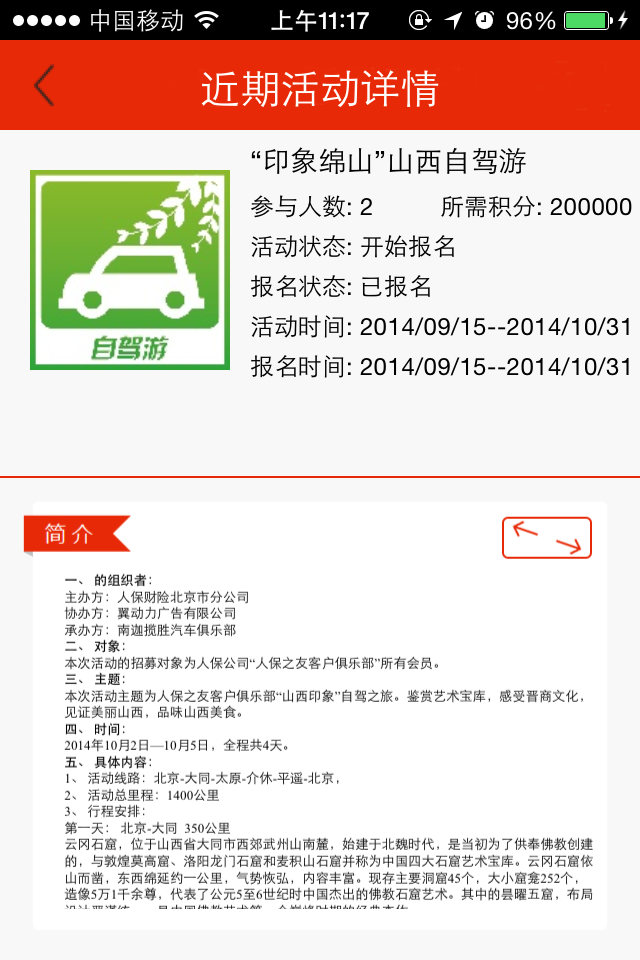 中国移动 上午11:17 96%
近期活动详情
“印象绵山”山西自驾游
参与人数: 2 所需积分: 200000
活动状态: 开始报名
报名状态: 已报名
活动时间: 2014/09/15--2014/10/31
报名时间: 2014/09/15--2014/10/31
自驾游
简介
一、 的组织者：
主办方：人保财险北京市分公司
协办方：翼动力广告有限公司
承办方：南迦揽胜汽车俱乐部
二、 对象：
本次活动的招募对象为人保公司“人保之友客户俱乐部”所有会员。
三、 主题：
本次活动主题为人保之友客户俱乐部“山西印象”自驾之旅。鉴赏艺术宝库，感受晋商文化，
见证美丽山西，品味山西美食。
四、 时间：
2014年10月2日—10月5日，全程共4天。
五、 具体内容：
1、 活动线路：北京-大同-太原-介休-平遥-北京，
2、 活动总里程：1400公里
3、 行程安排：
第一天： 北京-大同 350公里
云冈石窟，位于山西省大同市西郊武州山南麓，始建于北魏时代，是当初为了供奉佛教创建
的，与敦煌莫高窟、洛阳龙门石窟和麦积山石窟并称为中国四大石窟艺术宝库。云冈石窟依
山而凿，东西绵延约一公里，气势恢弘，内容丰富。现存主要洞窟45个，大小窟龛252个，
造像5万1千余尊，代表了公元5至6世纪时中国杰出的佛教石窟艺术。其中的昙曜五窟，布局